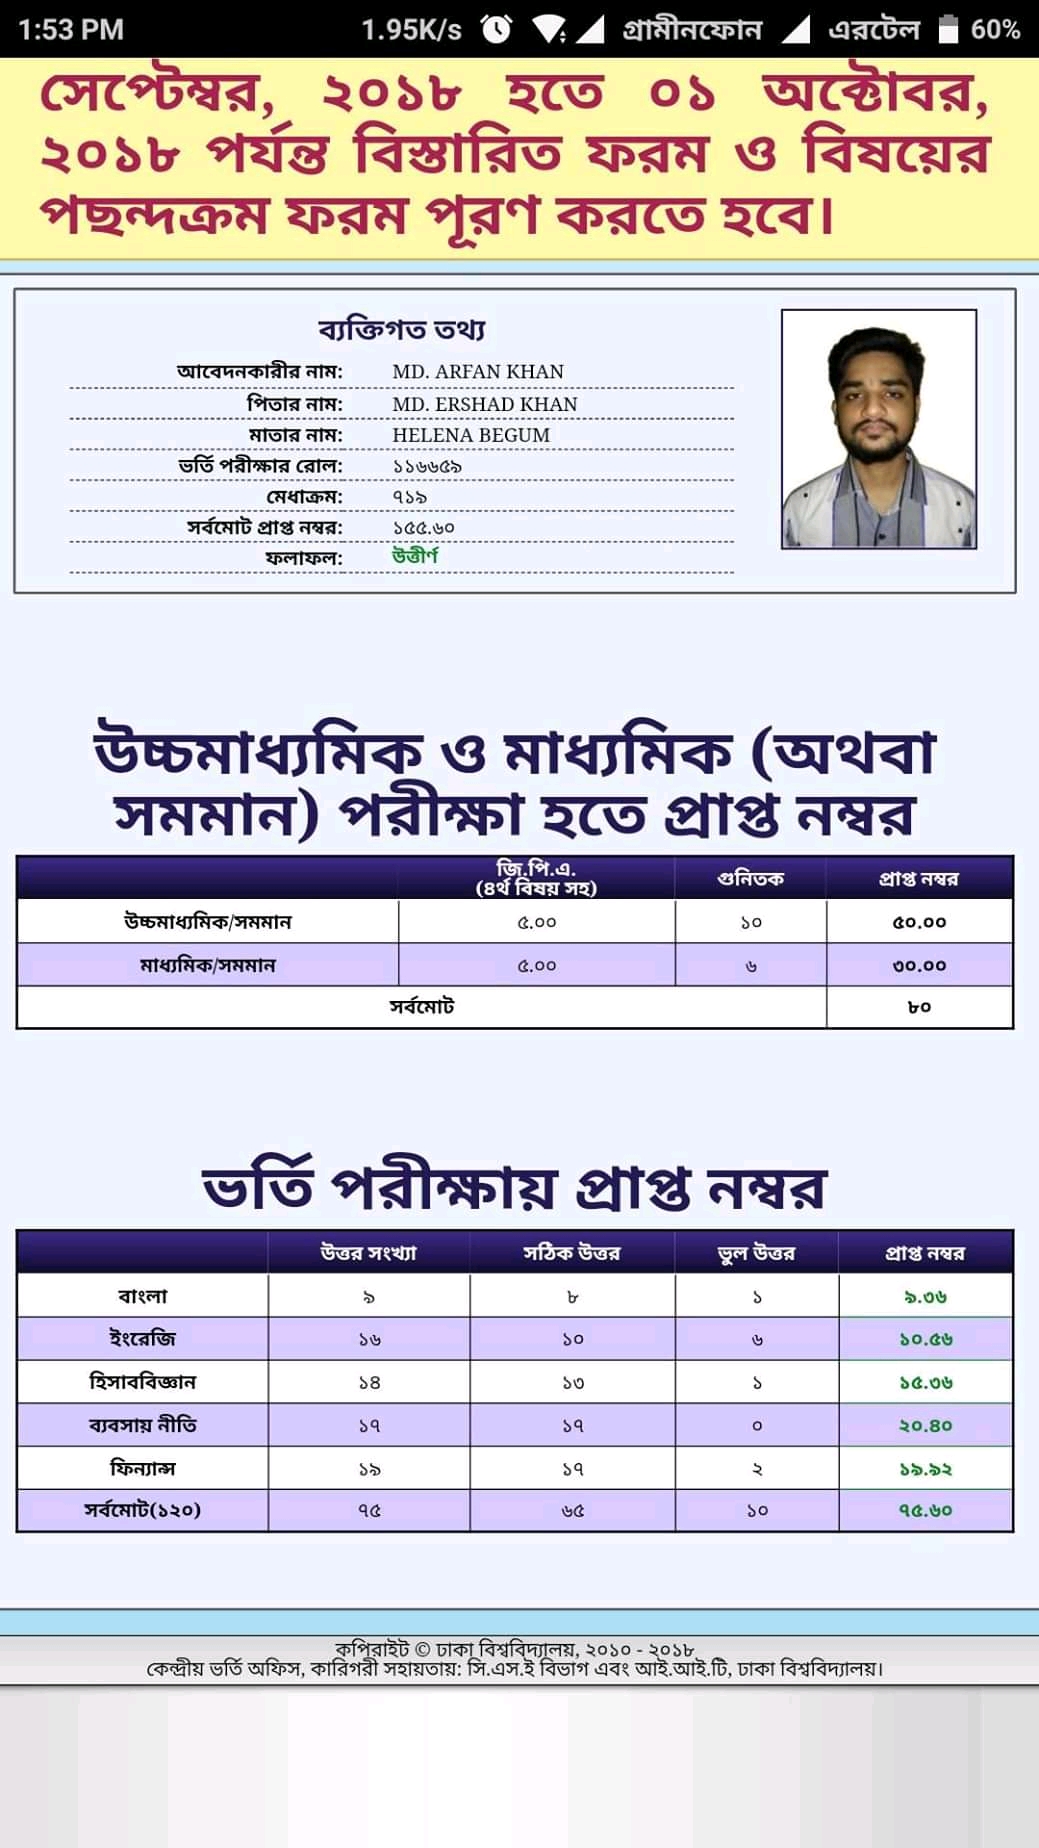 1:53 PM 1.95K/s গ্রামীনফোন এরটেল 60%
সেপ্টেম্বর, ২০১৮ হতে ০১ অক্টোবর,
২০১৮ পর্যন্ত বিস্তারিত ফরম ও বিষয়ের
পছন্দক্রম ফরম পূরণ করতে হবে।
ব্যক্তিগত তথ্য
আবেদনকারীর নাম: MD. ARFAN KHAN
পিতার নাম: MD. ERSHAD KHAN
মাতার নাম: HELENA BEGUM
ভর্তি পরীক্ষার রোল: ১১৬৬৫৯
মেধাক্রম: ৭১৯
সর্বমোট প্রাপ্ত নম্বর: ১৫৫.৬০
ফলাফল: উত্তীর্ণ
উচ্চমাধ্যমিক ও মাধ্যমিক (অথবা
সমমান) পরীক্ষা হতে প্রাপ্ত নম্বর
জি.পি.এ.
(৪র্থ বিষয় সহ) গুনিতক প্রাপ্ত নম্বর
উচ্চমাধ্যমিক/সমমান ৫.০০ ১০ ৫০.০০
মাধ্যমিক/সমমান ৫.০০ ৬ ৩০.০০
সর্বমোট ৮০
ভর্তি পরীক্ষায় প্রাপ্ত নম্বর
উত্তর সংখ্যা সঠিক উত্তর ভুল উত্তর প্রাপ্ত নম্বর
বাংলা ৯ ৮ ১ ৯.৩৬
ইংরেজি ১৬ ১০ ৬ ১০.৫৬
হিসাববিজ্ঞান ১৪ ১৩ ১ ১৫.৩৬
ব্যবসায় নীতি ১৭ ১৭ ০ ২০.৪০
ফিন্যান্স ১৯ ১৭ ২ ১৯.৯২
সর্বমোট(১২০) ৭৫ ৬৫ ১০ ৭৫.৬০
কপিরাইট © ঢাকা বিশ্ববিদ্যালয়, ২০১০ - ২০১৮
কেন্দ্রীয় ভর্তি অফিস, কারিগরী সহায়তায়: সি.এস.ই বিভাগ এবং আই.আই.টি, ঢাকা বিশ্ববিদ্যালয়।